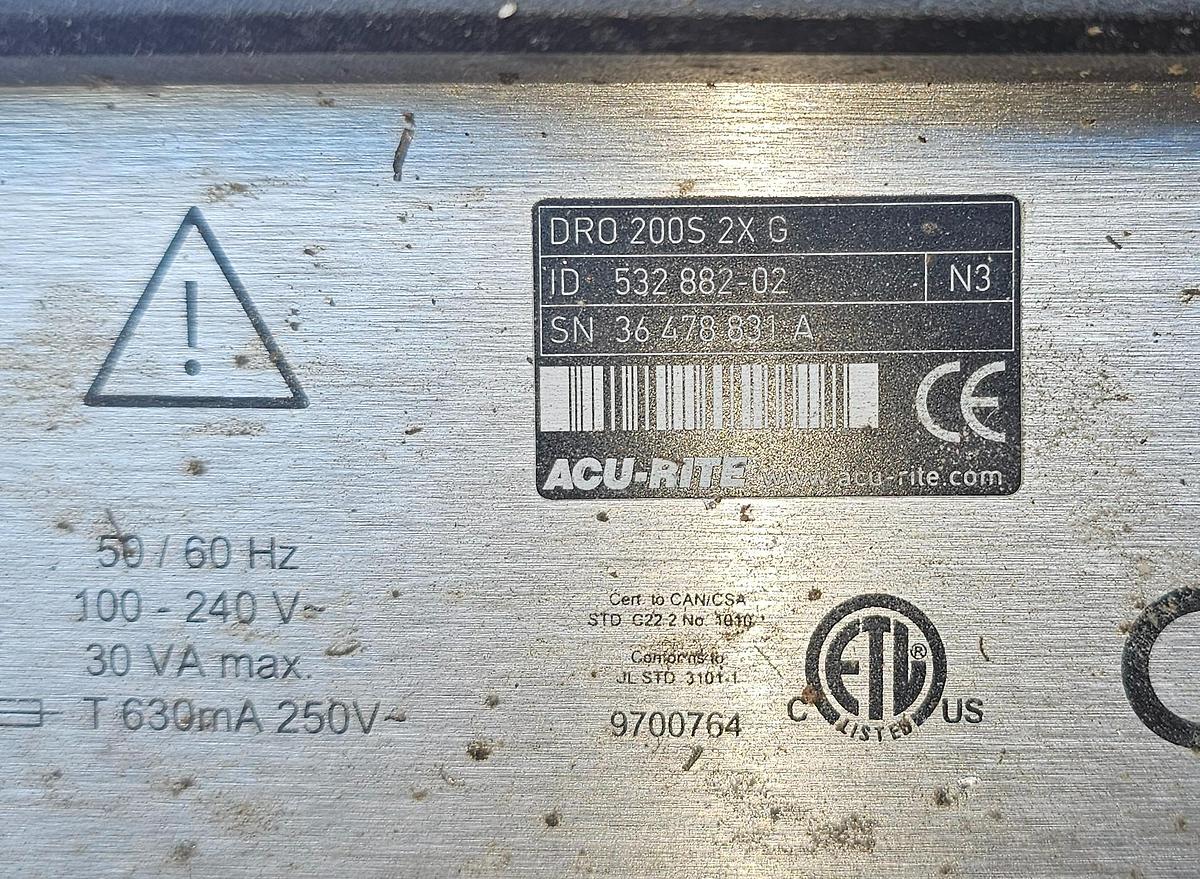 DRO 200S 2X G
ID 532 882-02 N3
SN 36 478 831 A
CE
ACU-RITE www.acu-rite.com
!
50 / 60 Hz
100 - 240 V~
30 VA max.
T 630mA 250V~
Cert. to CAN/CSA
STD C22.2 No. 1010
Conforms to
UL STD 3101-1
9700764
ETL®
C LISTED US